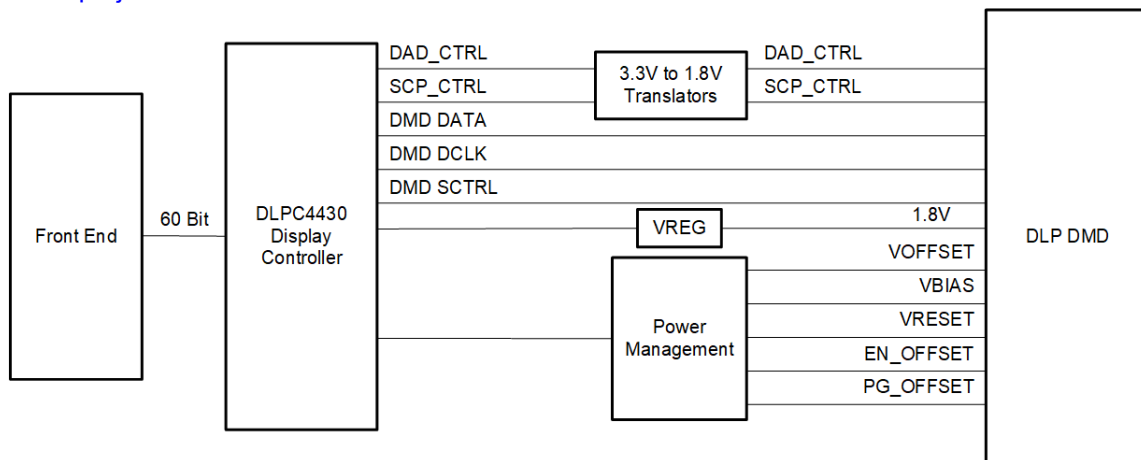 DAD_CTRL
DAD_CTRL
3.3V to 1.8V
Translators
SCP_CTRL
SCP_CTRL
DMD DATA
DMD DCLK
DMD SCTRL
60 Bit
Front End
DLPC4430
Display
Controller
VREG
1.8V
DLP DMD
VOFFSET
VBIAS
Power
Management
VRESET
EN_OFFSET
PG_OFFSET